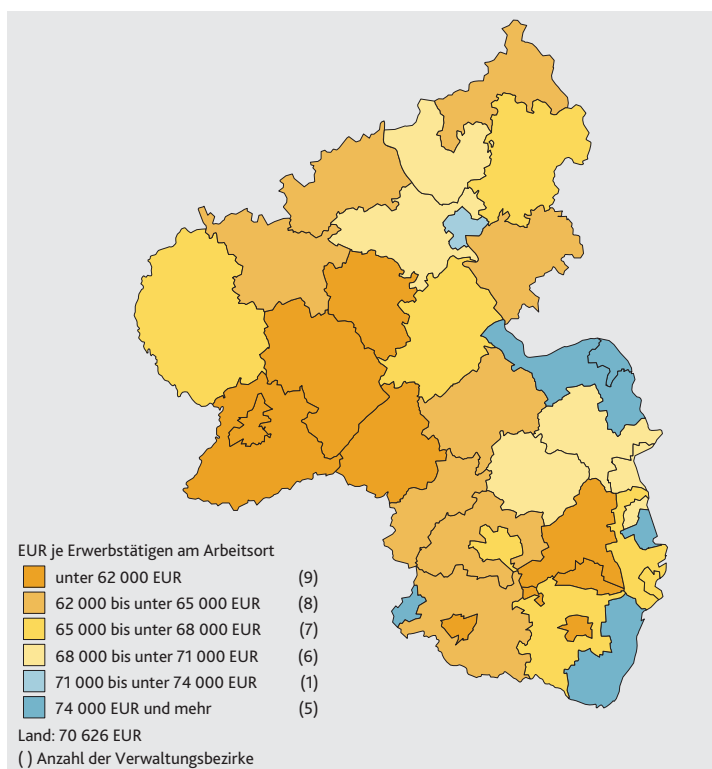 EUR je Erwerbstätigen am Arbeitsort
unter 62 000 EUR (9)
62 000 bis unter 65 000 EUR (8)
65 000 bis unter 68 000 EUR (7)
68 000 bis unter 71 000 EUR (6)
71 000 bis unter 74 000 EUR (1)
74 000 EUR und mehr (5)
Land: 70 626 EUR
( ) Anzahl der Verwaltungsbezirke